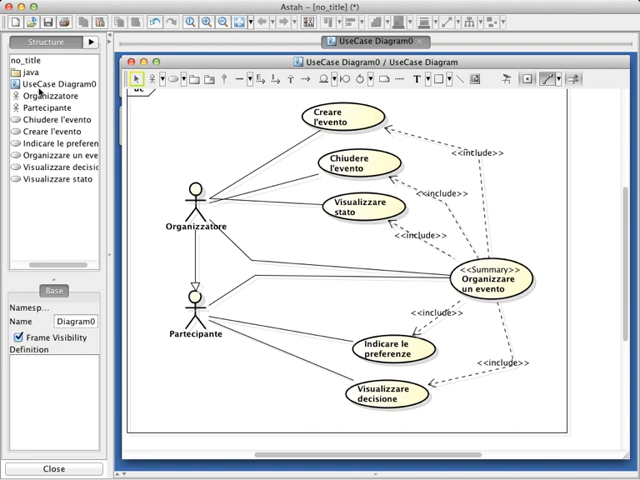 Astah - [no_title] (*)
Structure
UseCase Diagram0
no_title
java
UseCase Diagram0
Organizzatore
Partecipante
Chiudere l'evento
Creare l'evento
Indicare le preferen
Organizzare un eve
Visualizzare decisio
Visualizzare stato
Base
Namesp...
Name
Diagram0
Frame Visibility
Definition
Close
UseCase Diagram0 / UseCase Diagram
T
Creare
l'evento
<<include>>
Chiudere
l'evento
<<include>>
Visualizzare
stato
<<include>>
Organizzatore
<<Summary>>
Organizzare
un evento
<<include>>
Partecipante
Indicare le
preferenze
<<include>>
Visualizzare
decisione